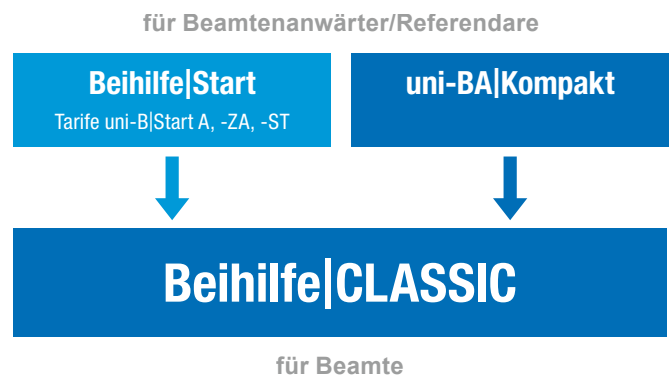 für Beamtenanwärter/Referendare
Beihilfe|Start
Tarife uni-B|Start A, -ZA, -ST
uni-BA|Kompakt
Beihilfe|CLASSIC
für Beamte